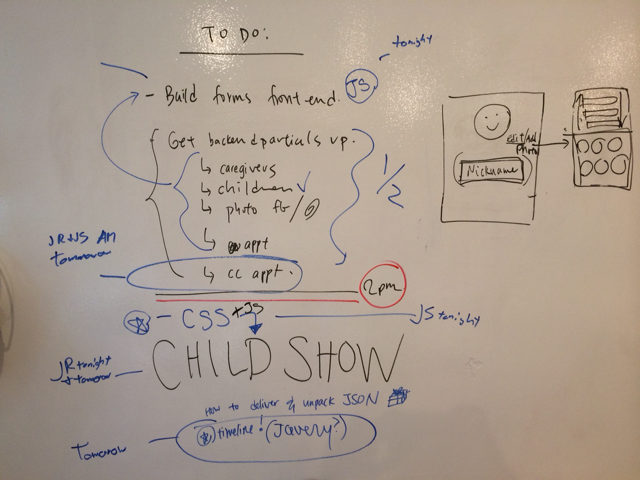 TO DO:
tonight
- Build forms front-end. JS
Get backend partials up.
↳ caregivers
↳ children ✓
↳ photo fb/
↳ appt
↳ cc appt.
1/2
JR+JS AM
tomorrow
2pm
- CSS + JS
JS tonight
JR tonight
+ tomorrow
CHILD SHOW
how to deliver & unpack JSON
timeline! (Javery?)
Tomorrow
edit/add
photo
Nickname